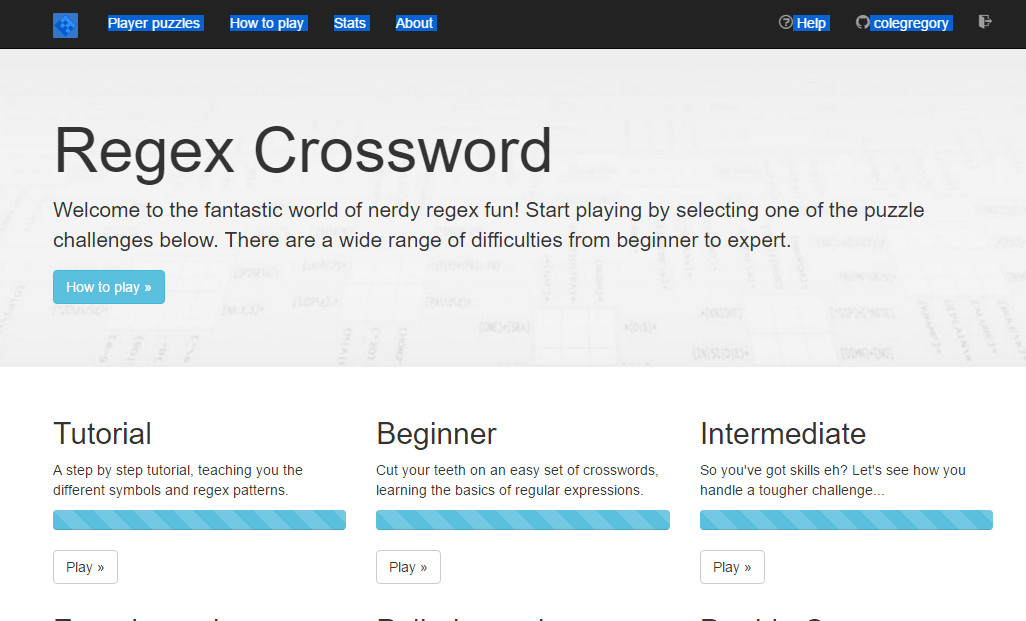 Player puzzles How to play Stats About Help colegregory
Regex Crossword
Welcome to the fantastic world of nerdy regex fun! Start playing by selecting one of the puzzle
challenges below. There are a wide range of difficulties from beginner to expert.
How to play »
Tutorial
A step by step tutorial, teaching you the
different symbols and regex patterns.
Play »
Beginner
Cut your teeth on an easy set of crosswords,
learning the basics of regular expressions.
Play »
Intermediate
So you've got skills eh? Let's see how you
handle a tougher challenge...
Play »